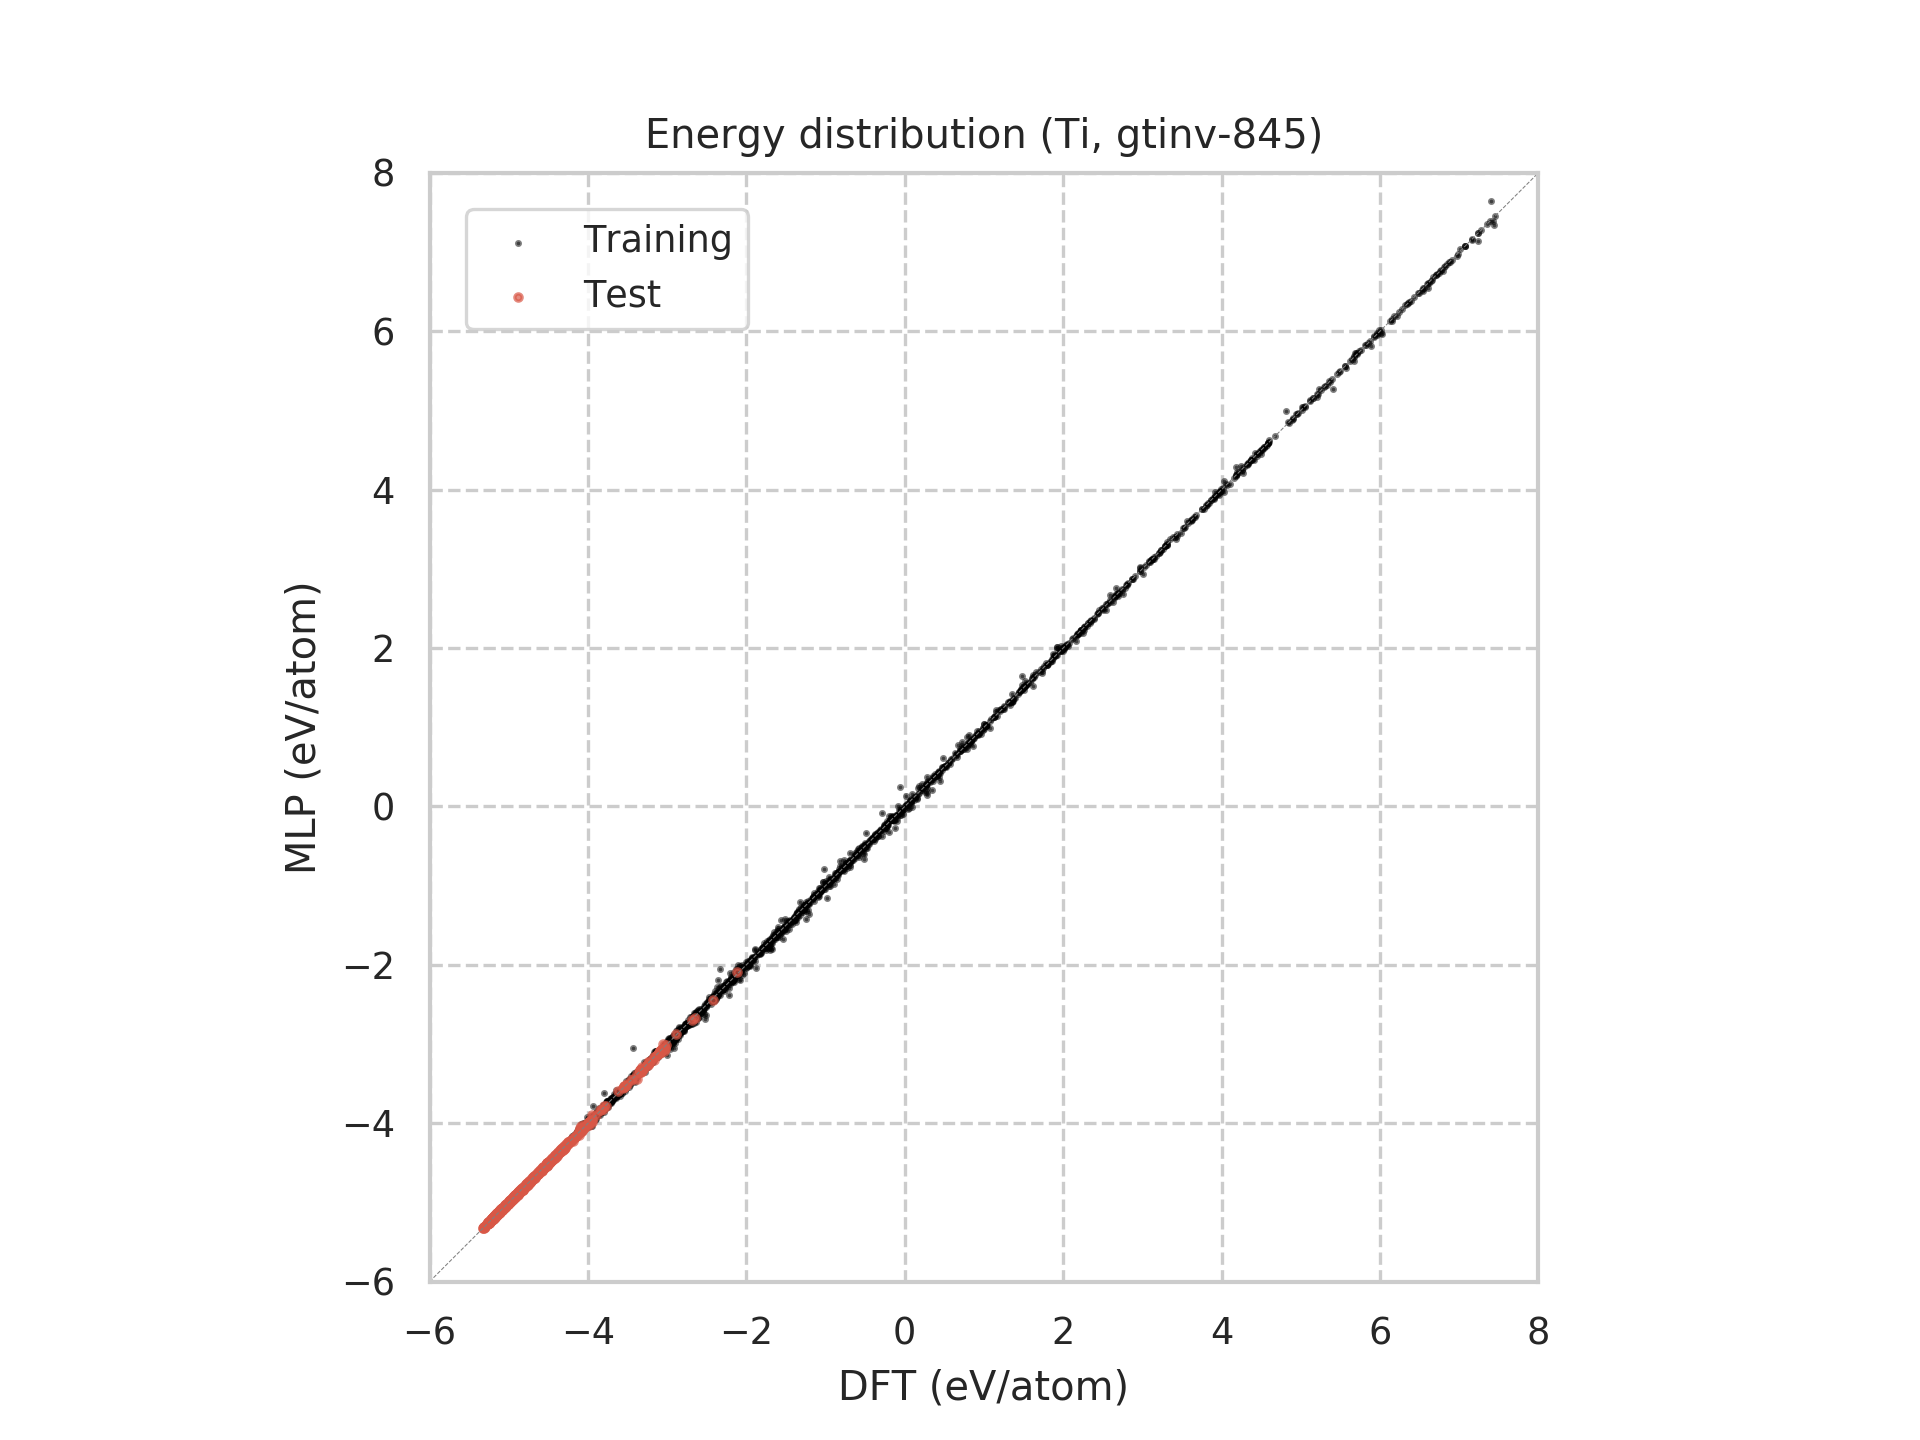 Energy distribution (Ti, gtinv-845)
8
6
4
2
0
−2
−4
−6
MLP (eV/atom)
Training
Test
−6 −4 −2 0 2 4 6 8
DFT (eV/atom)